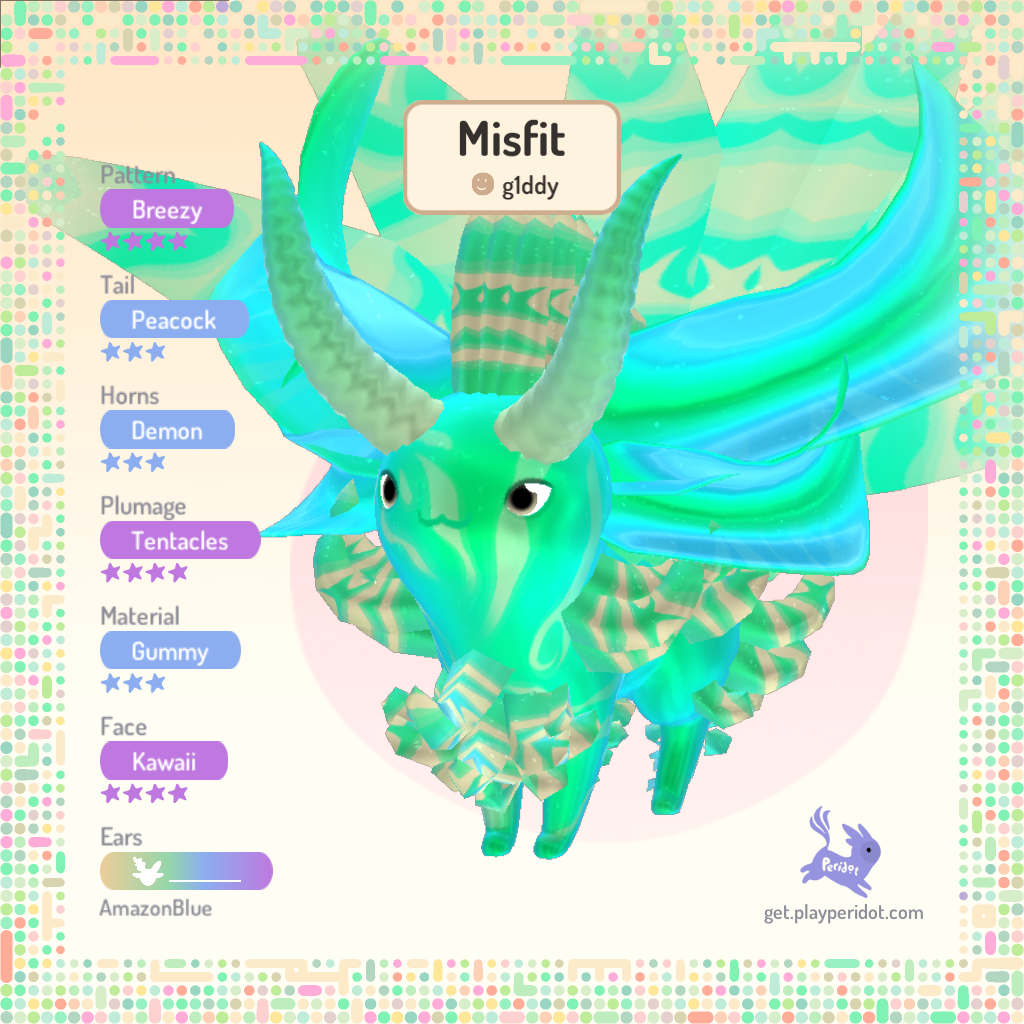 Misfit
g1ddy
Pattern
Breezy
Tail
Peacock
Horns
Demon
Plumage
Tentacles
Material
Gummy
Face
Kawaii
Ears
AmazonBlue
Peridot
get.playperidot.com